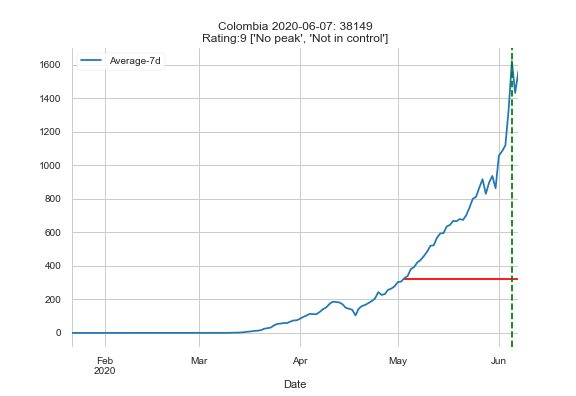 Colombia 2020-06-07: 38149
Rating:9 ['No peak', 'Not in control']
Average-7d
1600
1400
1200
1000
800
600
400
200
0
Feb Mar Apr May Jun
2020
Date